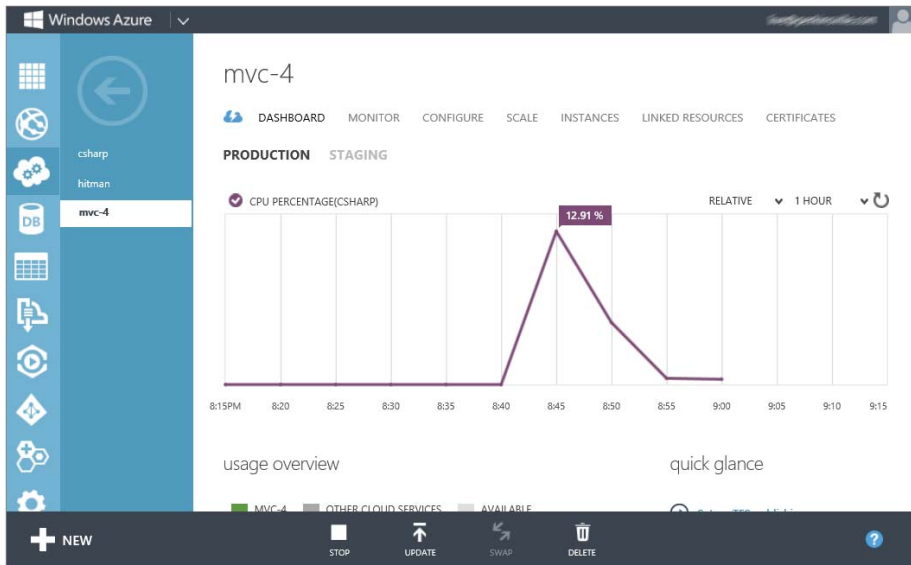 Windows Azure
mvc-4
DASHBOARD MONITOR CONFIGURE SCALE INSTANCES LINKED RESOURCES CERTIFICATES
PRODUCTION STAGING
csharp
hitman
mvc-4
DB
CPU PERCENTAGE(CSHARP) RELATIVE 1 HOUR
12.91 %
8:15PM 8:20 8:25 8:30 8:35 8:40 8:45 8:50 8:55 9:00 9:05 9:10 9:15
usage overview quick glance
MVC-4 OTHER CLOUD SERVICES AVAILABLE
NEW STOP UPDATE SWAP DELETE ?